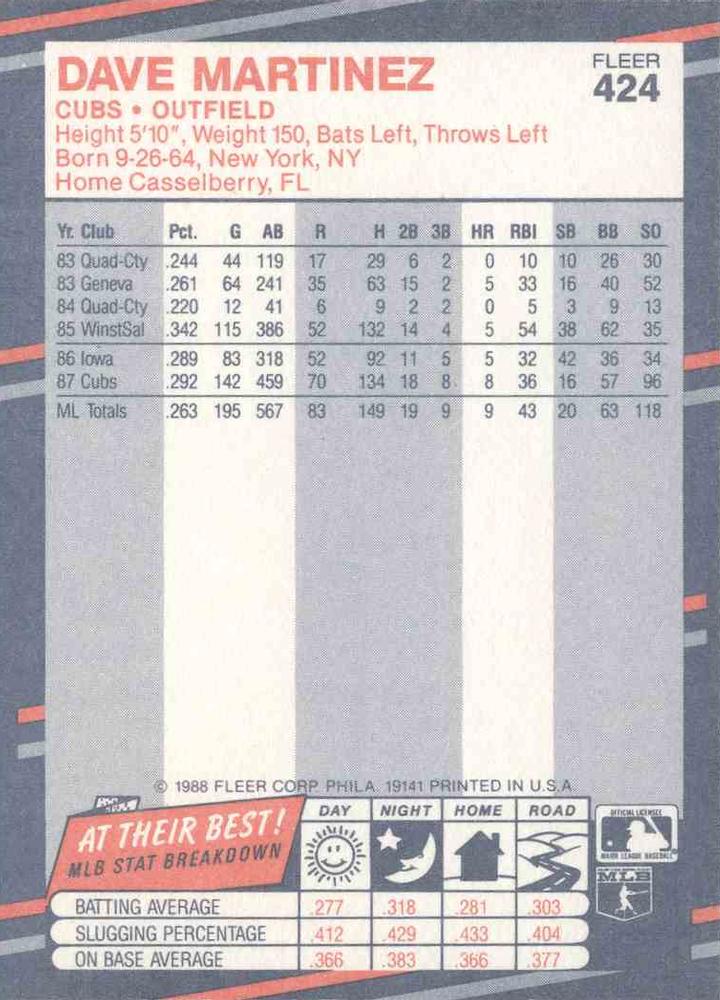 DAVE MARTINEZ
FLEER
424
CUBS • OUTFIELD
Height 5'10", Weight 150, Bats Left, Throws Left
Born 9-26-64, New York, NY
Home Casselberry, FL
Yr. Club Pct. G AB R H 2B 3B HR RBI SB BB SO
83 Quad-Cty .244 44 119 17 29 6 2 0 10 10 26 30
83 Geneva .261 64 241 35 63 15 2 5 33 16 40 52
84 Quad-Cty .220 12 41 6 9 2 2 0 5 3 9 13
85 WinstSal .342 115 386 52 132 14 4 5 54 38 62 35
86 Iowa .289 83 318 52 92 11 5 5 32 42 36 34
87 Cubs .292 142 459 70 134 18 8 8 36 16 57 96
ML Totals .263 195 567 83 149 19 9 9 43 20 63 118
© 1988 FLEER CORP. PHILA. 19141 PRINTED IN U.S.A.
AT THEIR BEST!
MLB STAT BREAKDOWN
DAY NIGHT HOME ROAD
BATTING AVERAGE .277 .318 .281 .303
SLUGGING PERCENTAGE .412 .429 .433 .404
ON BASE AVERAGE .366 .383 .366 .377
OFFICIAL LICENSEE
MAJOR LEAGUE BASEBALL
MLB